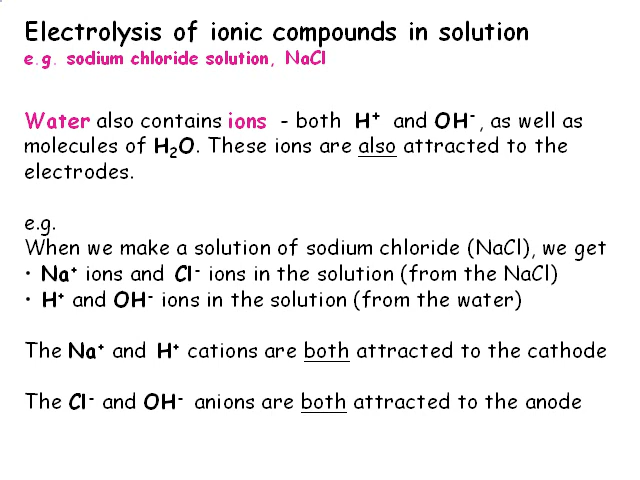 Electrolysis of ionic compounds in solution
e.g. sodium chloride solution, NaCl
Water also contains ions - both H⁺ and OH⁻, as well as
molecules of H₂O. These ions are also attracted to the
electrodes.
e.g.
When we make a solution of sodium chloride (NaCl), we get
• Na⁺ ions and Cl⁻ ions in the solution (from the NaCl)
• H⁺ and OH⁻ ions in the solution (from the water)
The Na⁺ and H⁺ cations are both attracted to the cathode
The Cl⁻ and OH⁻ anions are both attracted to the anode